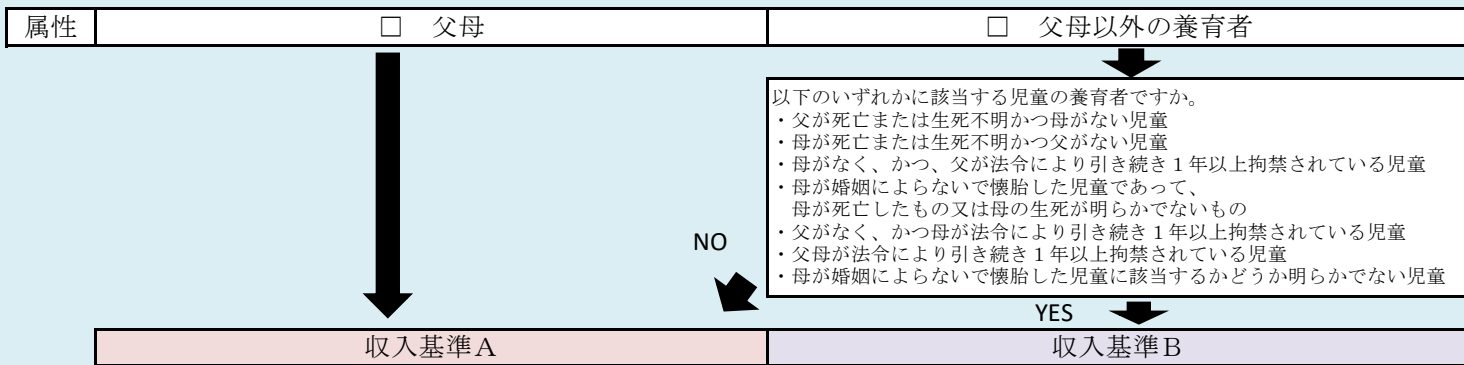 属性
□ 父母
□ 父母以外の養育者
以下のいずれかに該当する児童の養育者ですか。
・父が死亡または生死不明かつ母がない児童
・母が死亡または生死不明かつ父がない児童
・母がなく、かつ、父が法令により引き続き１年以上拘禁されている児童
・母が婚姻によらないで懐胎した児童であって、
母が死亡したもの又は母の生死が明らかでないもの
・父がなく、かつ母が法令により引き続き１年以上拘禁されている児童
・父母が法令により引き続き１年以上拘禁されている児童
・母が婚姻によらないで懐胎した児童に該当するかどうか明らかでない児童
NO
YES
収入基準Ａ
収入基準Ｂ